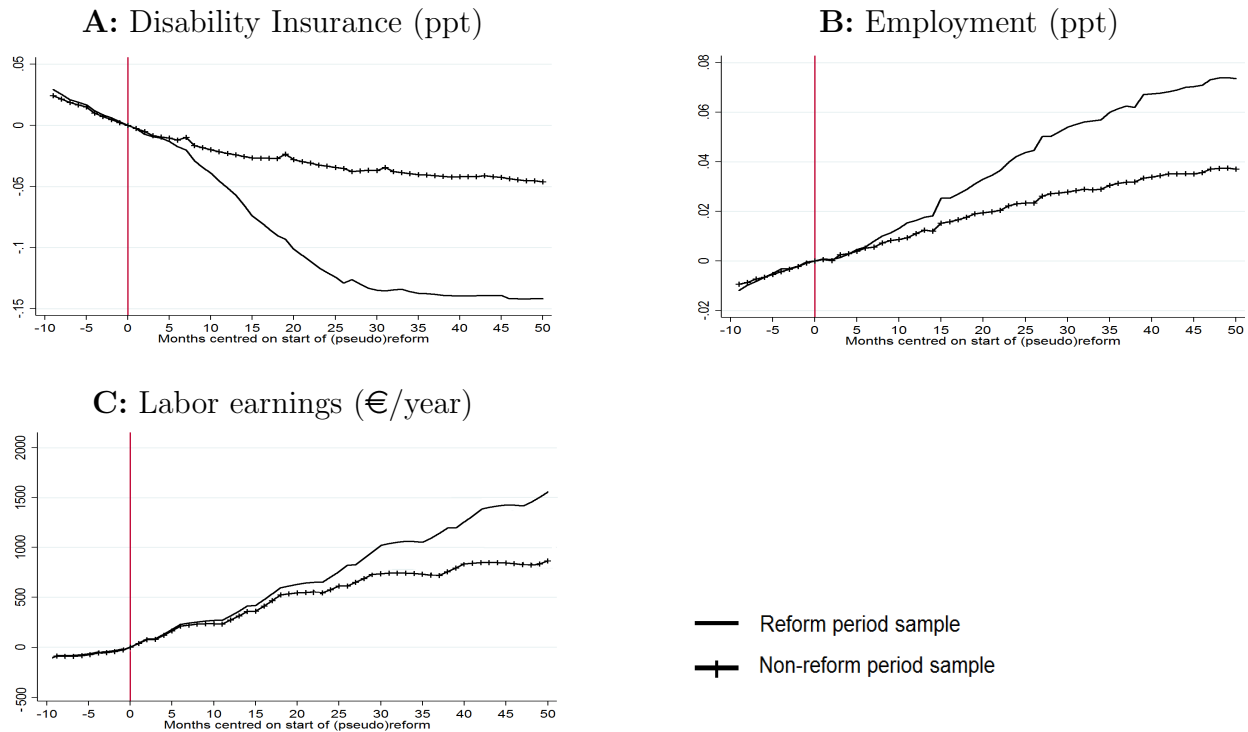 A: Disability Insurance (ppt)
.05
0
-.05
-.1
-.15
-10 -5 0 5 10 15 20 25 30 35 40 45 50
Months centred on start of (pseudo)reform
B: Employment (ppt)
.08
.06
.04
.02
0
-.02
-10 -5 0 5 10 15 20 25 30 35 40 45 50
Months centred on start of (pseudo)reform
C: Labor earnings (€/year)
2000
1500
1000
500
0
-500
-10 -5 0 5 10 15 20 25 30 35 40 45 50
Months centred on start of (pseudo)reform
Reform period sample
Non-reform period sample